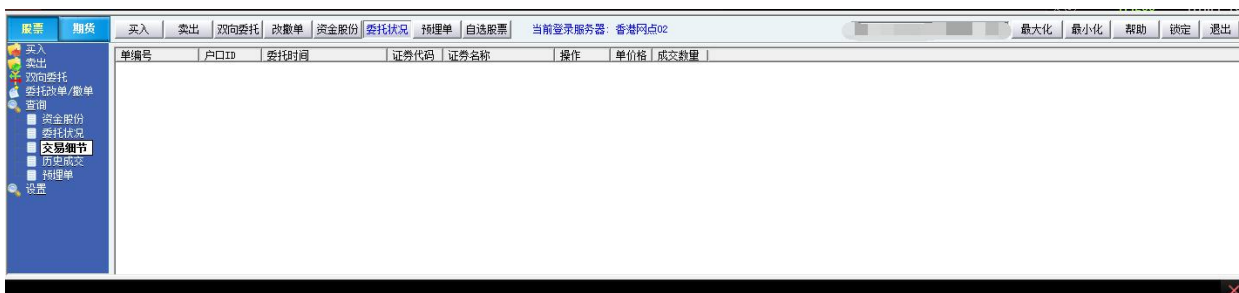 股票 期货 买入 卖出 双向委托 改撤单 资金股份 委托状况 预埋单 自选股票 当前登录服务器: 香港网点02 最大化 最小化 帮助 锁定 退出
单编号 户口ID 委托时间 证券代码 证券名称 操作 单价格 成交数量
买入
卖出
双向委托
委托改单/撤单
查询
资金股份
委托状况
交易细节
历史成交
预埋单
设置